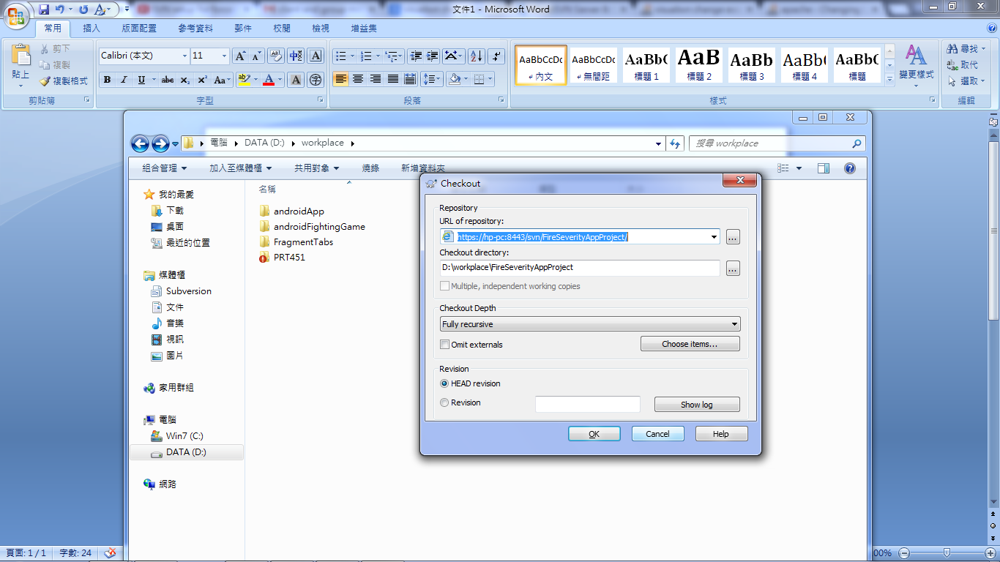 文件1 - Microsoft Word
常用 插入 版面配置 參考資料 郵件 校閱 檢視 增益集
貼上
剪下
複製
複製格式
剪貼簿
Calibri (本文) 11
B I U abc x₂ x² Aa
字型
段落
AaBbCcDc AaBbCcDc AaBbC AaB AaBb AaBbC AaBbC
內文 無間距 標題 1 標題 2 標題 3 標題 4 標題
變更樣式
樣式
尋找
取代
選取
編輯
電腦 DATA (D:) workplace
搜尋 workplace
組合管理 加入至媒體櫃 共用對象 燒錄 新增資料夾
我的最愛
下載
桌面
最近的位置
媒體櫃
Subversion
文件
音樂
視訊
圖片
家用群組
電腦
Win7 (C:)
DATA (D:)
網路
名稱
androidApp
androidFightingGame
FragmentTabs
PRT451
Checkout
Repository
URL of repository:
https://hp-pc:8443/svn/FireSeverityAppProject/
...
Checkout directory:
D:\workplace\FireSeverityAppProject
...
Multiple, independent working copies
Checkout Depth
Fully recursive
Omit externals
Choose items...
Revision
HEAD revision
Revision
Show log
OK Cancel Help
頁面: 1 / 1 字數: 24
00%